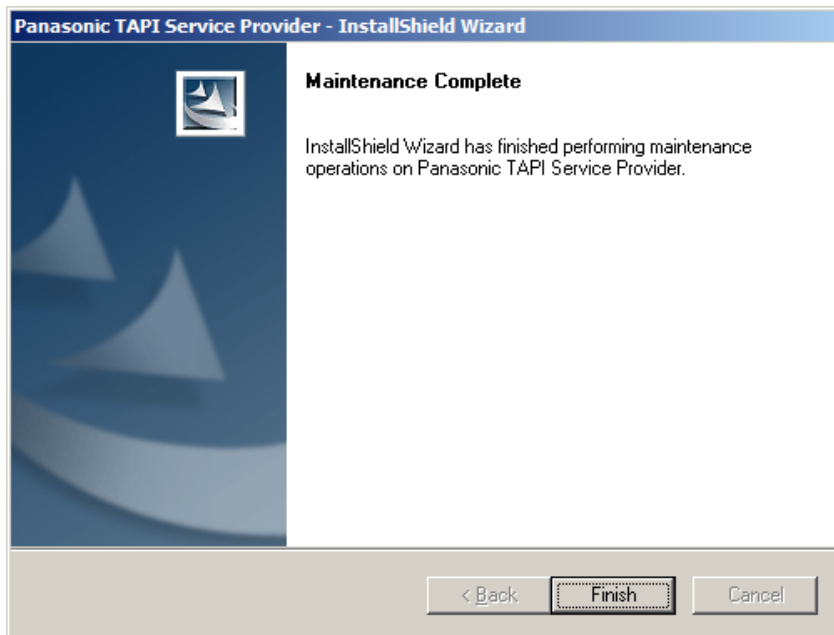 Panasonic TAPI Service Provider - InstallShield Wizard
Maintenance Complete
InstallShield Wizard has finished performing maintenance
operations on Panasonic TAPI Service Provider.
< Back Finish Cancel